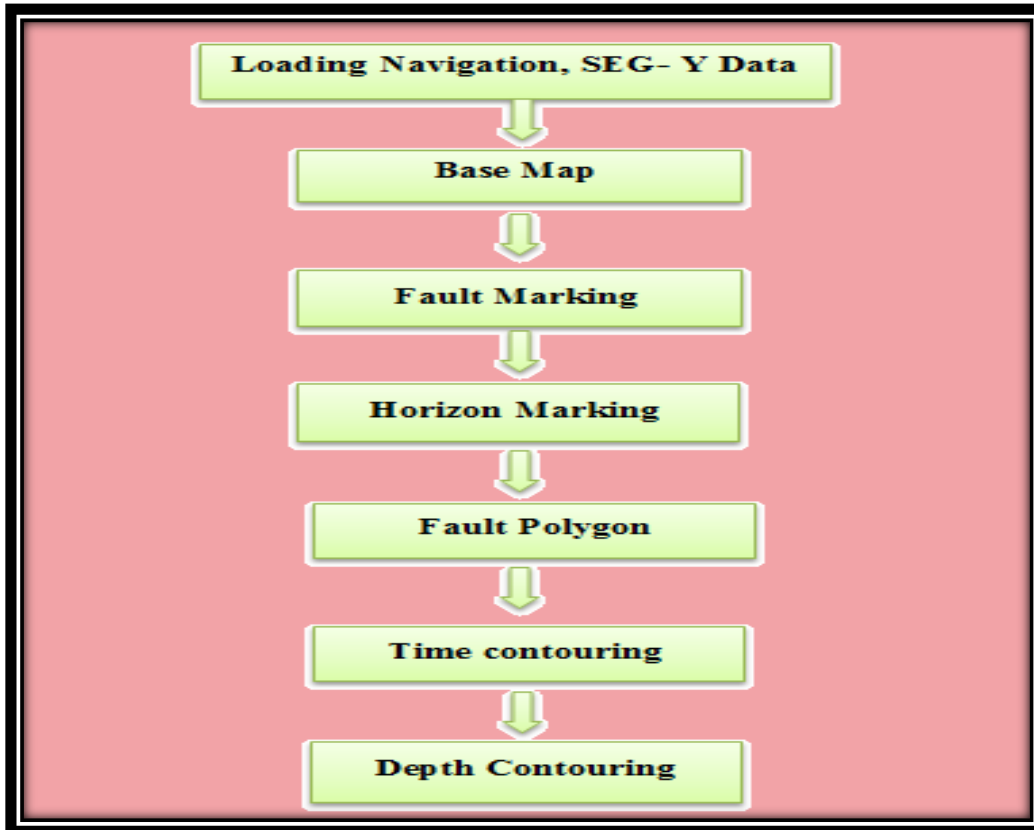 Loading Navigation, SEG- Y Data
Base Map
Fault Marking
Horizon Marking
Fault Polygon
Time contouring
Depth Contouring